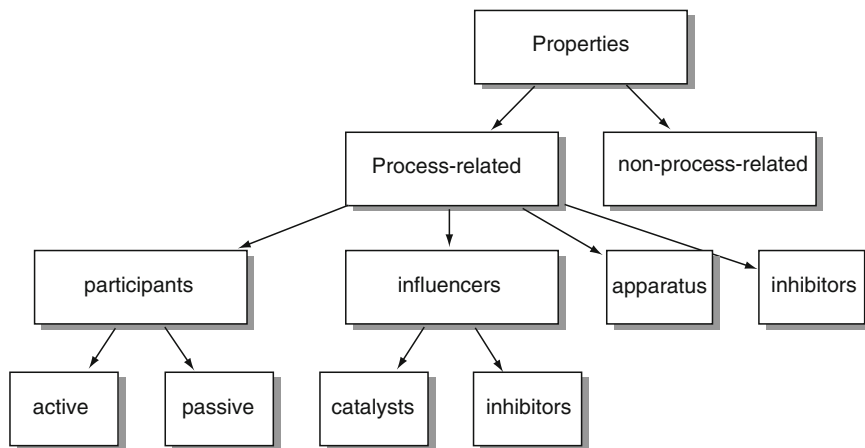 Properties
Process-related
non-process-related
participants
influencers
apparatus
inhibitors
active
passive
catalysts
inhibitors